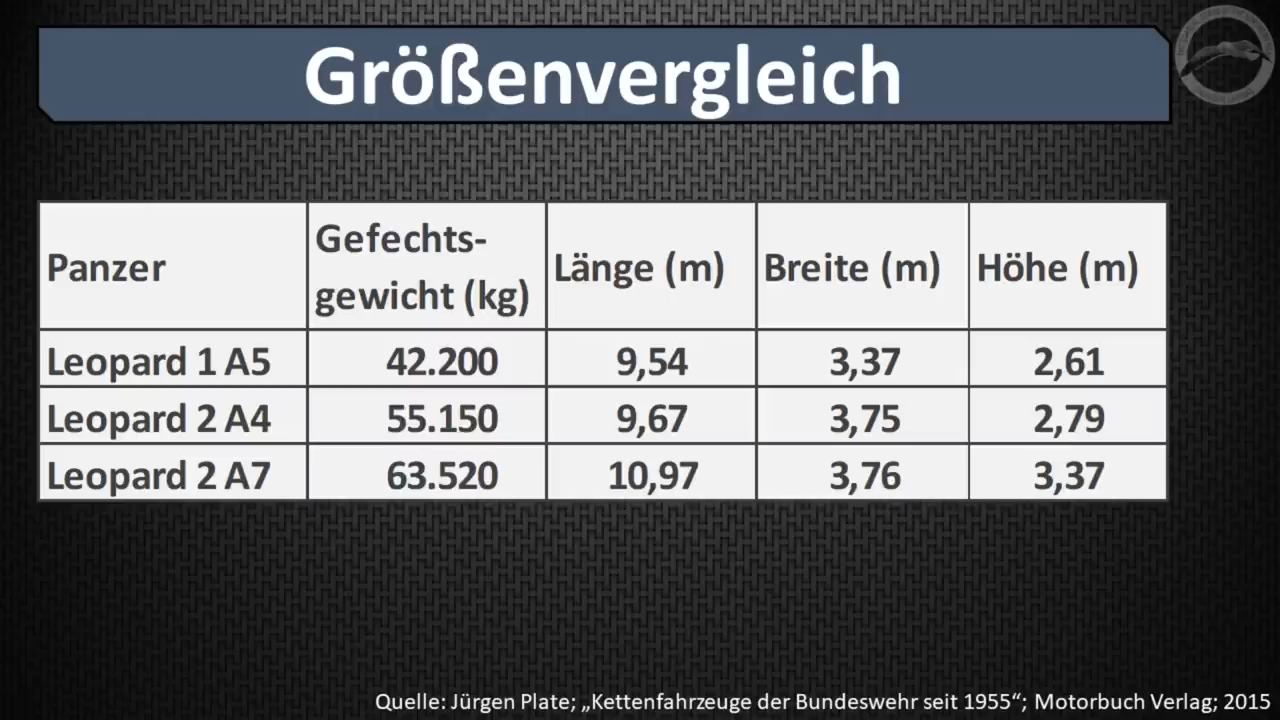 Größenvergleich
Panzer Gefechts-gewicht (kg) Länge (m) Breite (m) Höhe (m)
Leopard 1 A5 42.200 9,54 3,37 2,61
Leopard 2 A4 55.150 9,67 3,75 2,79
Leopard 2 A7 63.520 10,97 3,76 3,37
Quelle: Jürgen Plate; „Kettenfahrzeuge der Bundeswehr seit 1955“; Motorbuch Verlag; 2015